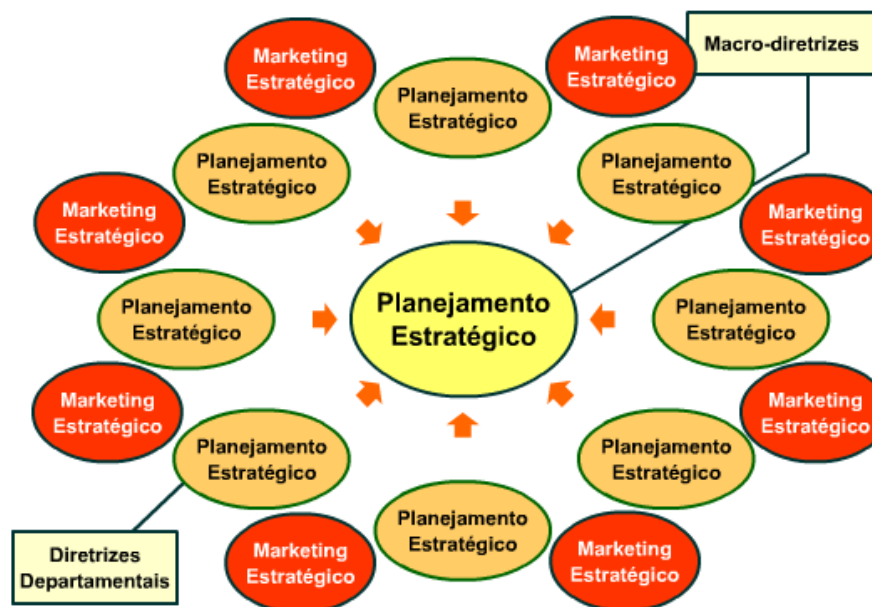 Marketing
Estratégico
Marketing
Estratégico
Macro-diretrizes
Planejamento
Estratégico
Planejamento
Estratégico
Planejamento
Estratégico
Marketing
Estratégico
Marketing
Estratégico
Planejamento
Estratégico
Planejamento
Estratégico
Planejamento
Estratégico
Marketing
Estratégico
Marketing
Estratégico
Planejamento
Estratégico
Planejamento
Estratégico
Planejamento
Estratégico
Diretrizes
Departamentais
Marketing
Estratégico
Marketing
Estratégico